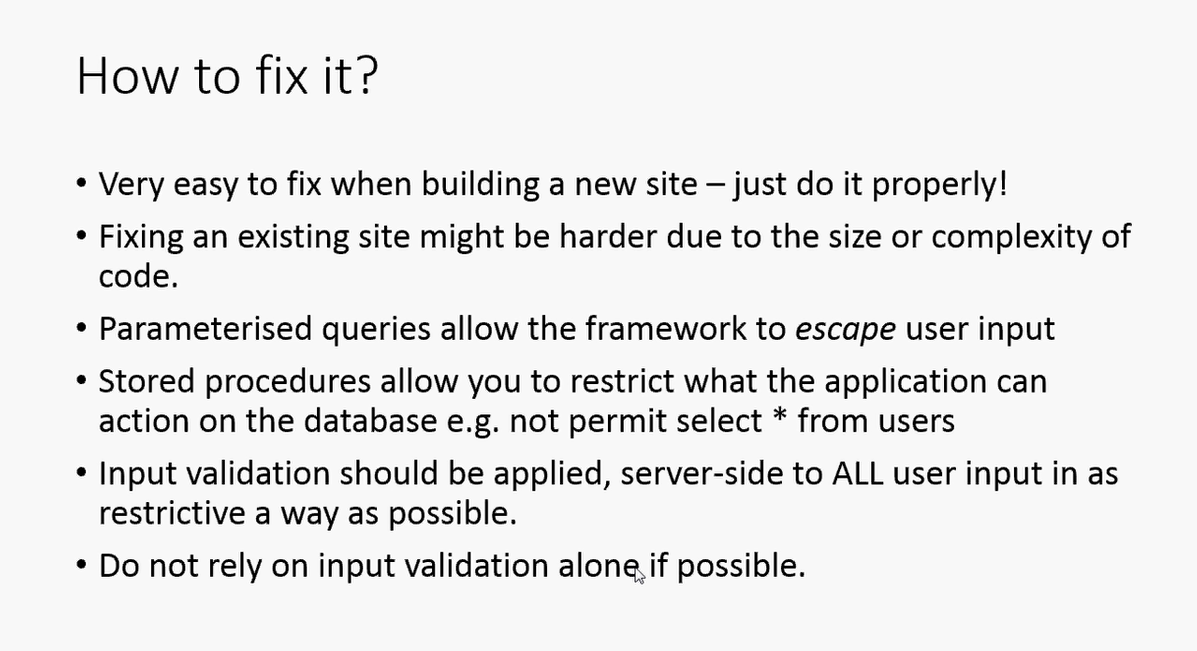 How to fix it?
• Very easy to fix when building a new site – just do it properly!
• Fixing an existing site might be harder due to the size or complexity of
code.
• Parameterised queries allow the framework to escape user input
• Stored procedures allow you to restrict what the application can
action on the database e.g. not permit select * from users
• Input validation should be applied, server-side to ALL user input in as
restrictive a way as possible.
• Do not rely on input validation alone if possible.